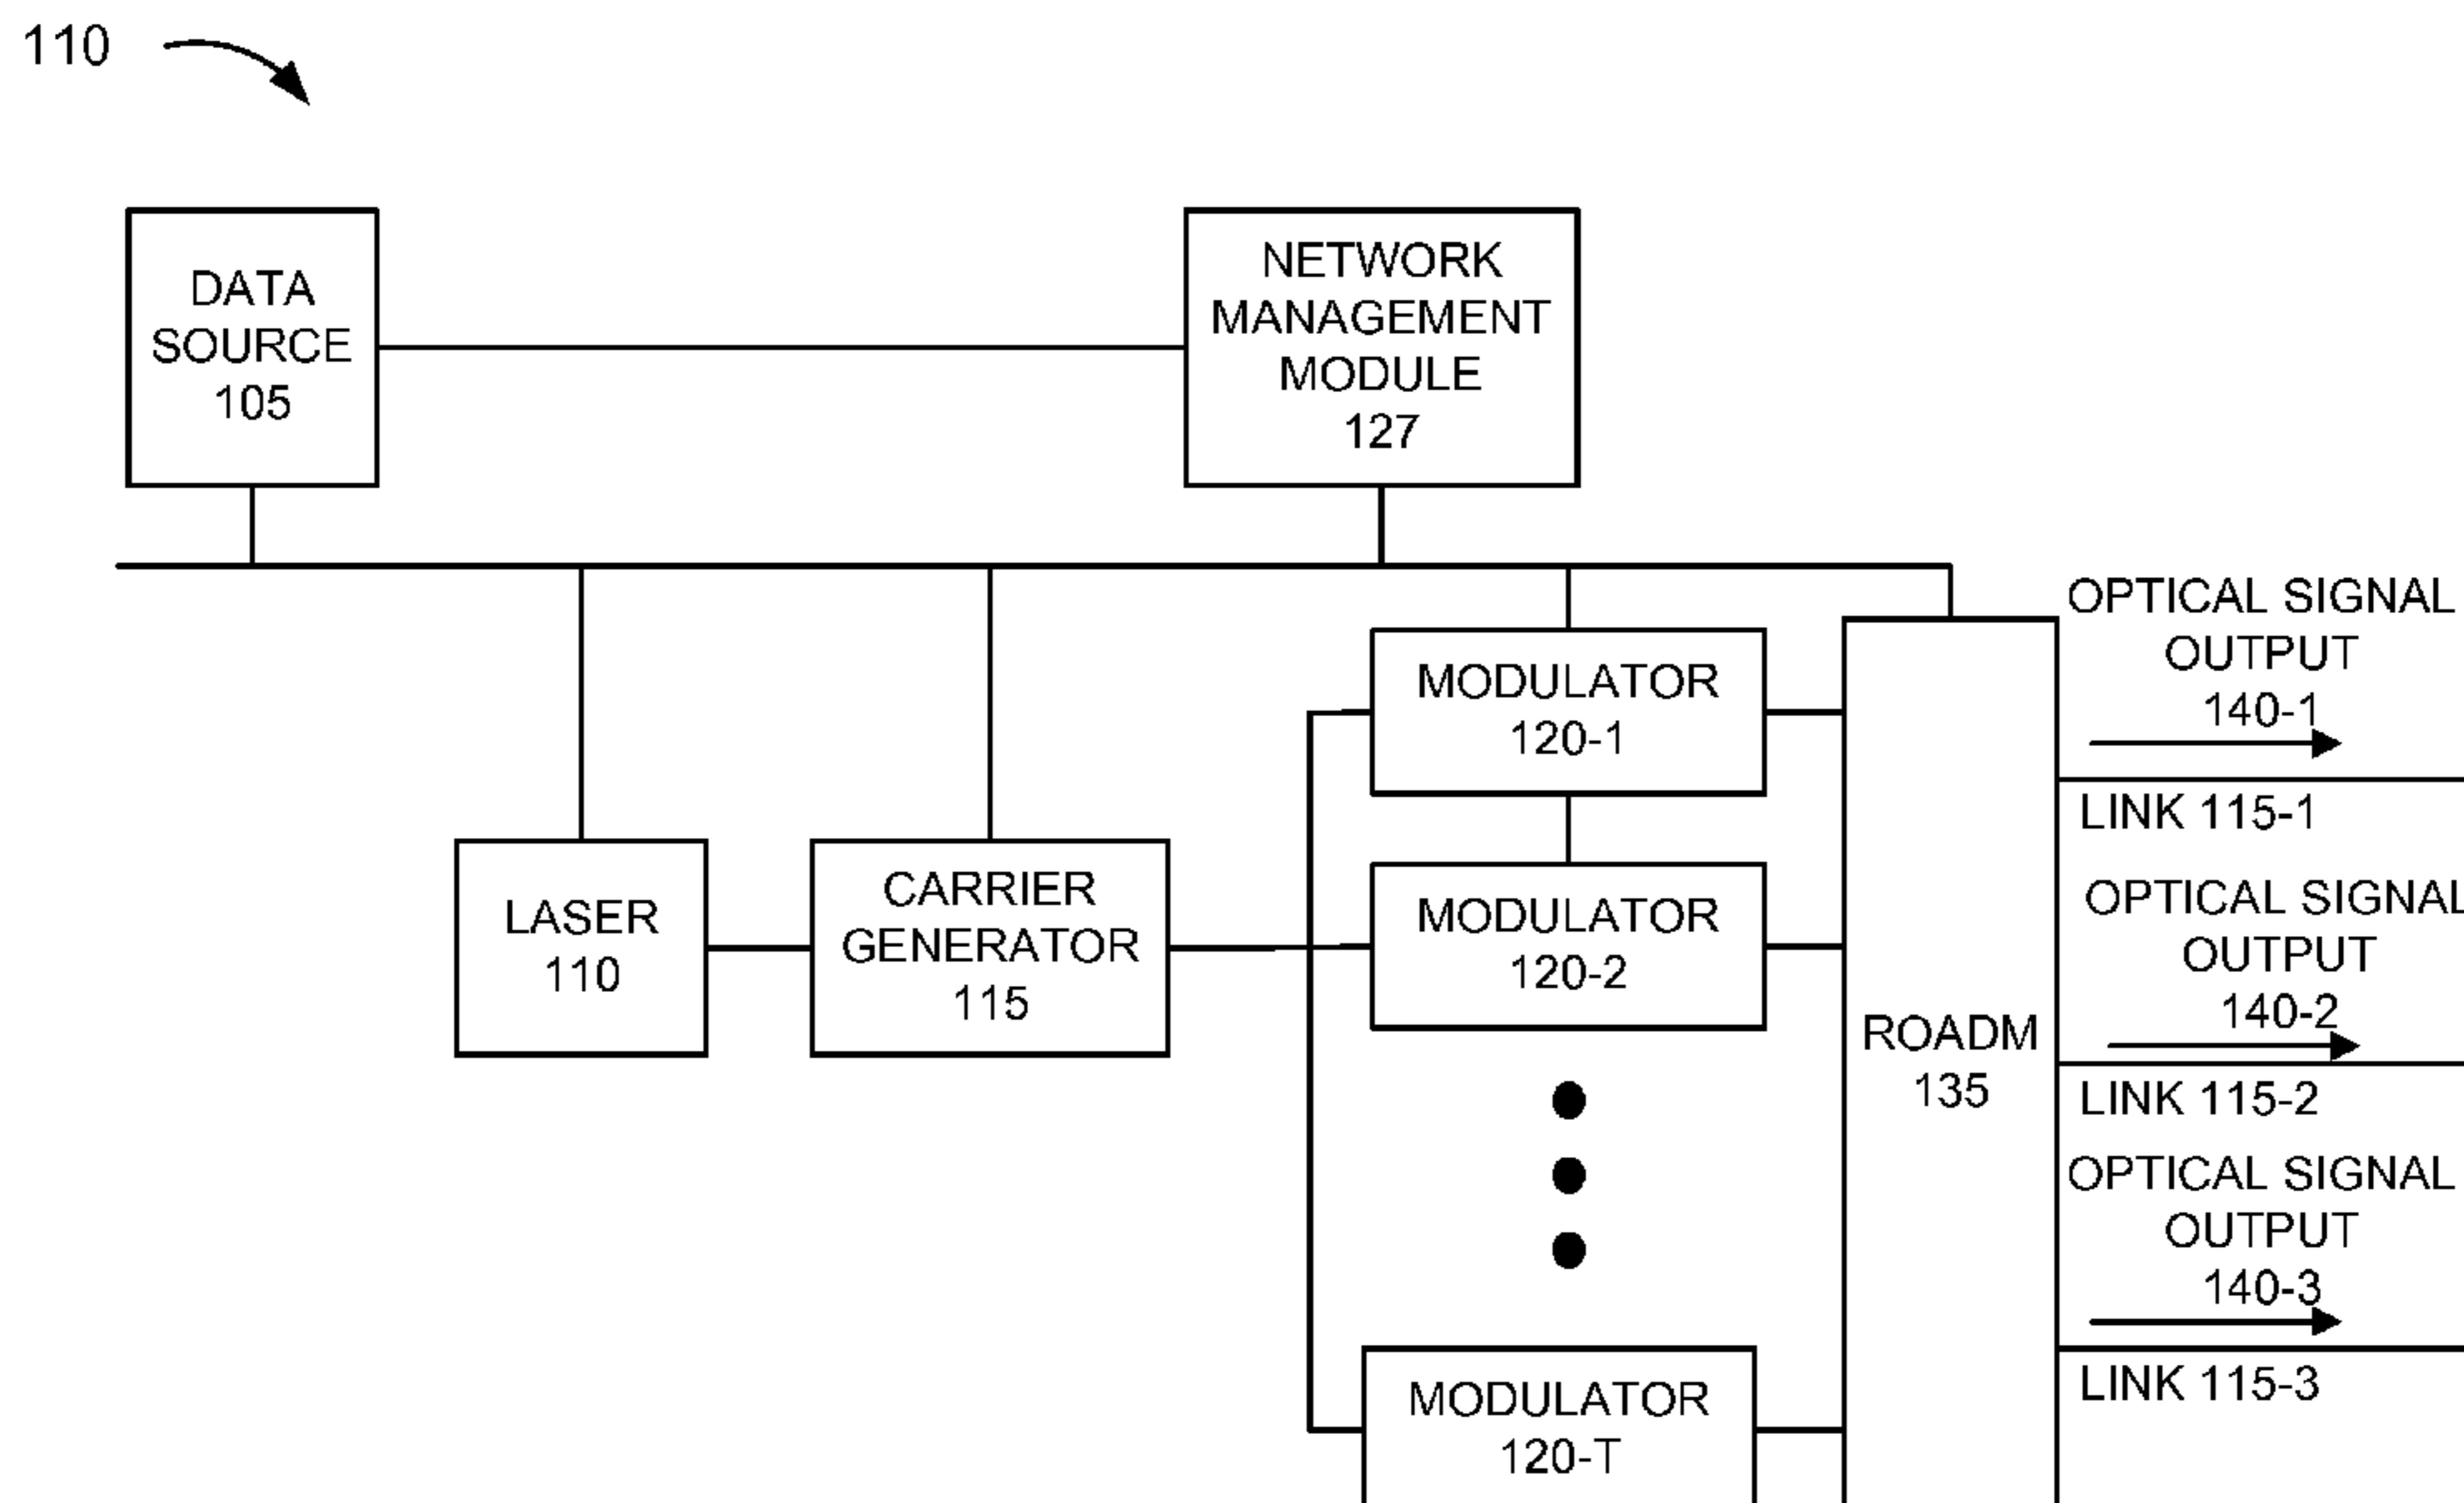 110
DATA
SOURCE
105
NETWORK
MANAGEMENT
MODULE
127
LASER
110
CARRIER
GENERATOR
115
MODULATOR
120-1
MODULATOR
120-2
MODULATOR
120-T
ROADM
135
OPTICAL SIGNAL
OUTPUT
140-1
LINK 115-1
OPTICAL SIGNAL
OUTPUT
140-2
LINK 115-2
OPTICAL SIGNAL
OUTPUT
140-3
LINK 115-3